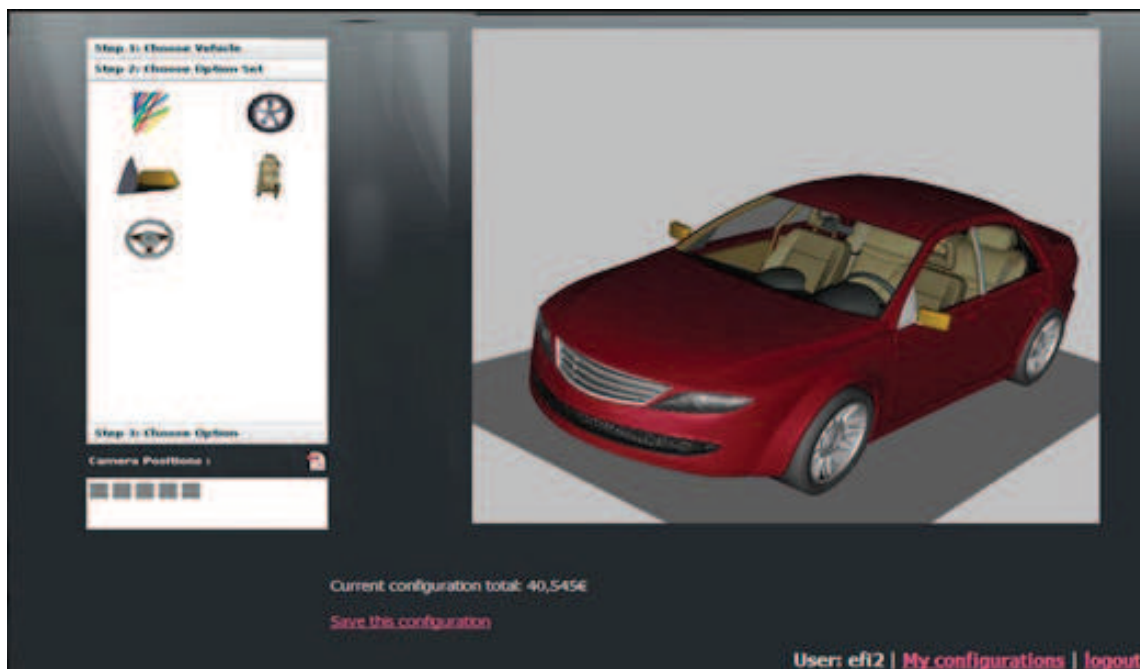 Step 1: Choose Vehicle
Step 2: Choose Option Set
Step 3: Choose Option
Camera Positions :
Current configuration total: 40,545€
Save this configuration
User: efi2 | My configurations | logout